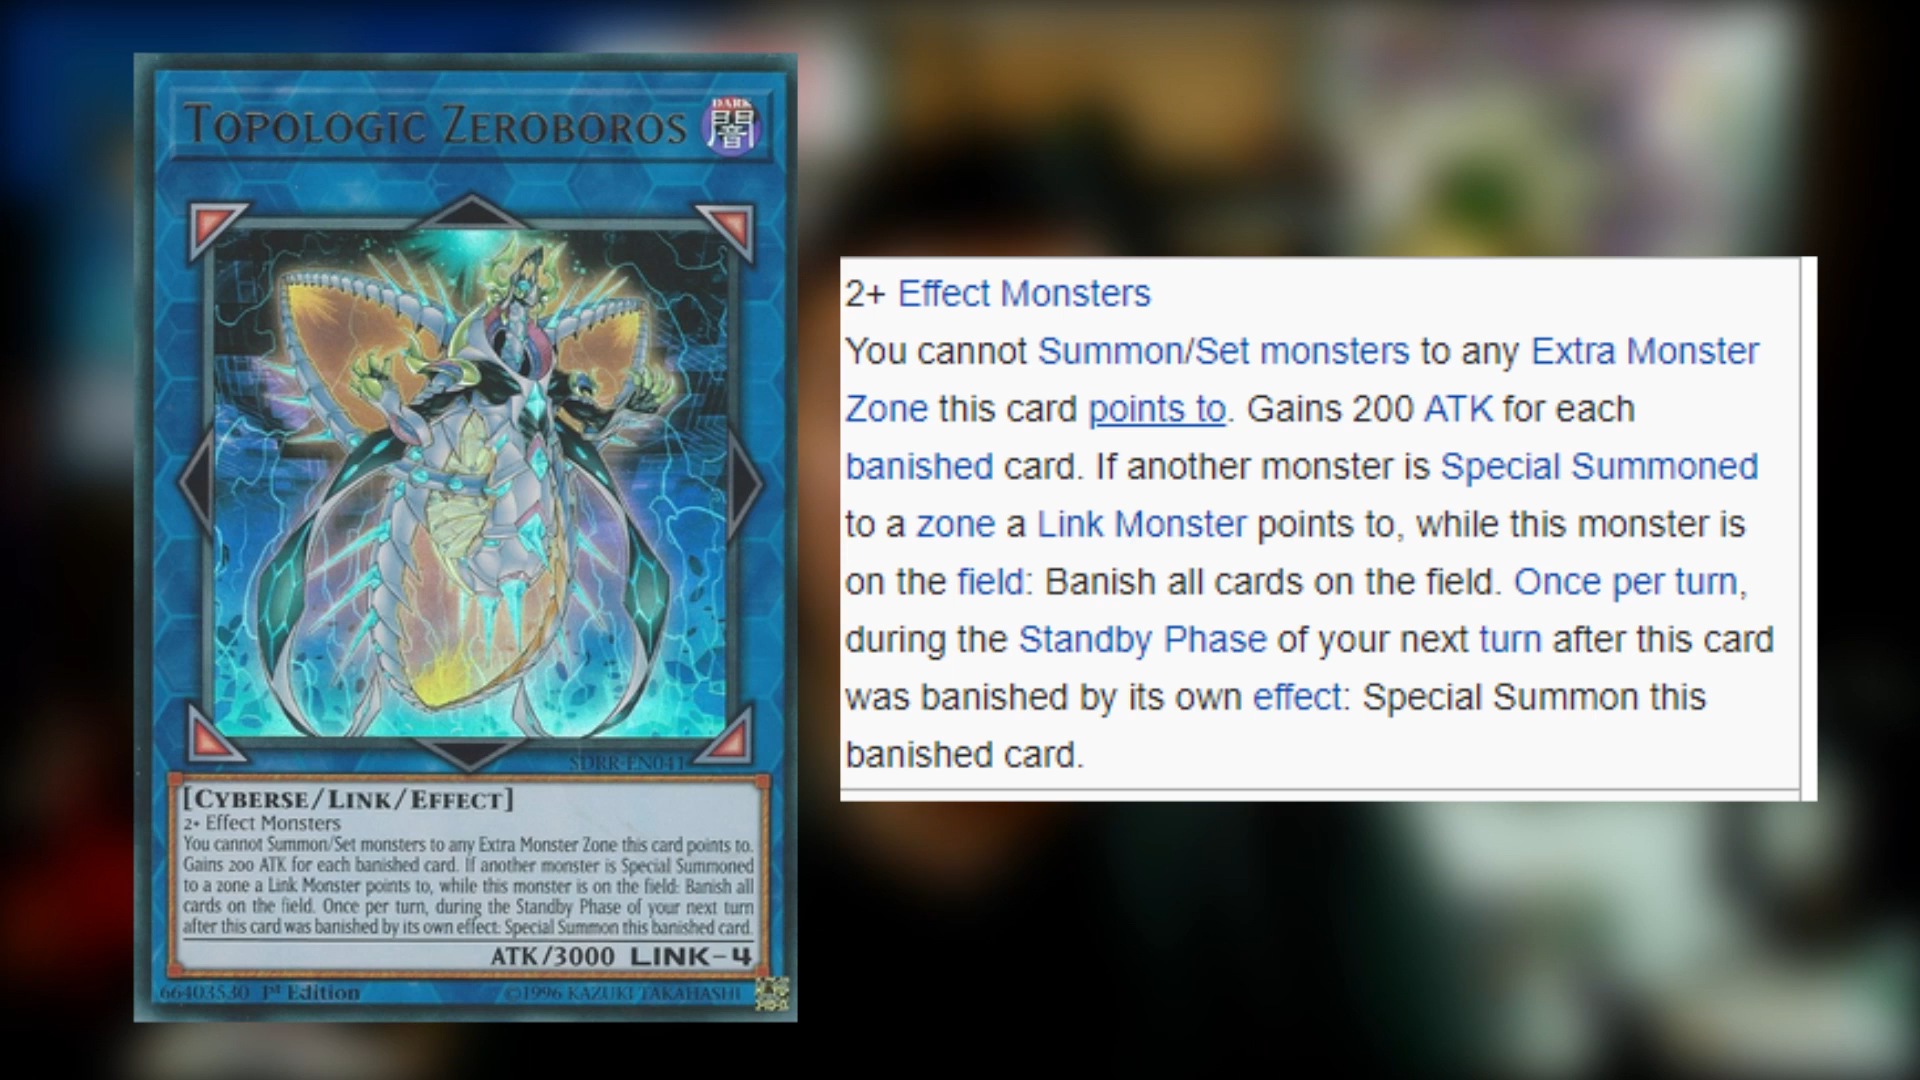 TOPOLOGIC ZEROBOROS
DARK
闇
SDRR-EN041
[CYBERSE/LINK/EFFECT]
2+ Effect Monsters
You cannot Summon/Set monsters to any Extra Monster Zone this card points to.
Gains 200 ATK for each banished card. If another monster is Special Summoned
to a zone a Link Monster points to, while this monster is on the field: Banish all
cards on the field. Once per turn, during the Standby Phase of your next turn
after this card was banished by its own effect: Special Summon this banished card.
ATK/3000 LINK-4
66403530 1st Edition
©1996 KAZUKI TAKAHASHI
2+ Effect Monsters
You cannot Summon/Set monsters to any Extra Monster
Zone this card points to. Gains 200 ATK for each
banished card. If another monster is Special Summoned
to a zone a Link Monster points to, while this monster is
on the field: Banish all cards on the field. Once per turn,
during the Standby Phase of your next turn after this card
was banished by its own effect: Special Summon this
banished card.